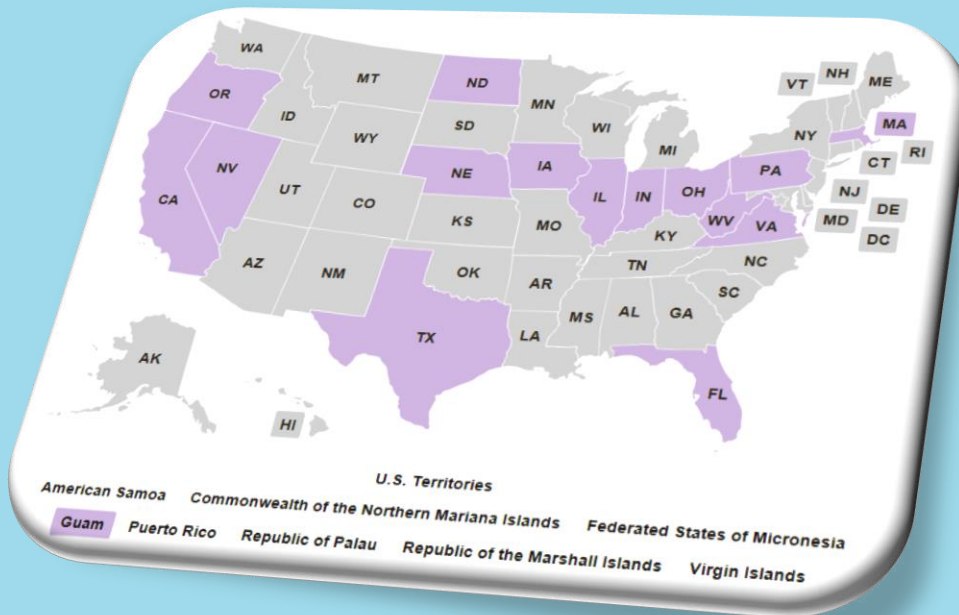 WA
MT
ND
MN
OR
ID
SD
WI
MI
VT
NH
ME
WY
NY
MA
NV
NE
IA
IL
IN
OH
PA
CT
RI
CA
UT
CO
KS
MO
KY
WV
VA
NJ
DE
MD
DC
AZ
NM
OK
AR
TN
NC
SC
TX
LA
MS
AL
GA
AK
HI
FL
U.S. Territories
American Samoa Commonwealth of the Northern Mariana Islands Federated States of Micronesia
Guam Puerto Rico Republic of Palau Republic of the Marshall Islands Virgin Islands